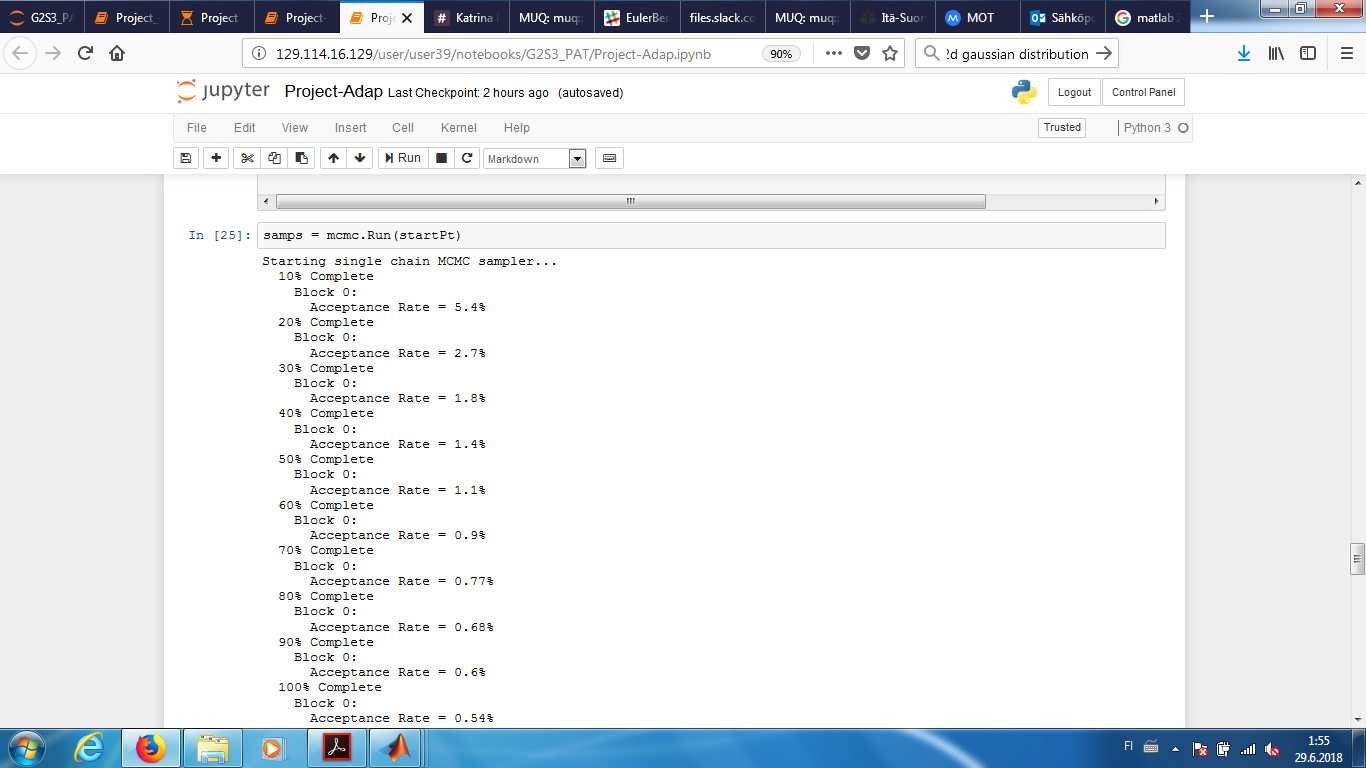 G2S3_PA
Project_
Project
Project-
Proje
Katrina
MUQ: muq:
EulerBer
files.slack.co
MUQ: muq:
Itä-Suor
MOT
Sähköpo
matlab 2
129.114.16.129/user/user39/notebooks/G2S3_PAT/Project-Adap.ipynb
90%
2d gaussian distribution
jupyter Project-Adap Last Checkpoint: 2 hours ago (autosaved)
Logout
Control Panel
File Edit View Insert Cell Kernel Help
Trusted
Python 3
Run
Markdown
In [25]: samps = mcmc.Run(startPt)
Starting single chain MCMC sampler...
10% Complete
Block 0:
Acceptance Rate = 5.4%
20% Complete
Block 0:
Acceptance Rate = 2.7%
30% Complete
Block 0:
Acceptance Rate = 1.8%
40% Complete
Block 0:
Acceptance Rate = 1.4%
50% Complete
Block 0:
Acceptance Rate = 1.1%
60% Complete
Block 0:
Acceptance Rate = 0.9%
70% Complete
Block 0:
Acceptance Rate = 0.77%
80% Complete
Block 0:
Acceptance Rate = 0.68%
90% Complete
Block 0:
Acceptance Rate = 0.6%
100% Complete
Block 0:
Acceptance Rate = 0.54%
FI
1:55
29.6.2018